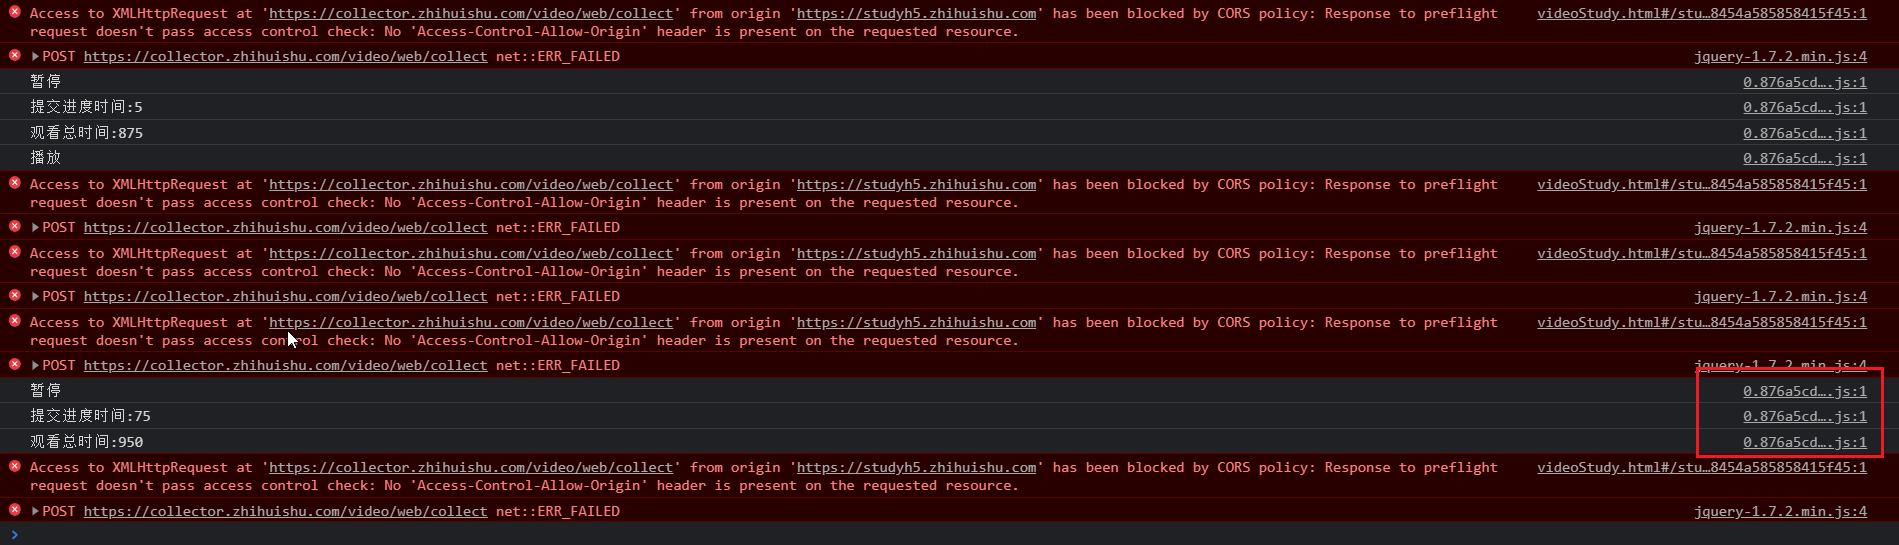 Access to XMLHttpRequest at 'https://collector.zhihuishu.com/video/web/collect' from origin 'https://studyh5.zhihuishu.com' has been blocked by CORS policy: Response to preflight videoStudy.html#/stu…8454a585858415f45:1
request doesn't pass access control check: No 'Access-Control-Allow-Origin' header is present on the requested resource.
POST https://collector.zhihuishu.com/video/web/collect net::ERR_FAILED jquery-1.7.2.min.js:4
暂停 0.876a5cd….js:1
提交进度时间:5 0.876a5cd….js:1
观看总时间:875 0.876a5cd….js:1
播放 0.876a5cd….js:1
Access to XMLHttpRequest at 'https://collector.zhihuishu.com/video/web/collect' from origin 'https://studyh5.zhihuishu.com' has been blocked by CORS policy: Response to preflight videoStudy.html#/stu…8454a585858415f45:1
request doesn't pass access control check: No 'Access-Control-Allow-Origin' header is present on the requested resource.
POST https://collector.zhihuishu.com/video/web/collect net::ERR_FAILED jquery-1.7.2.min.js:4
Access to XMLHttpRequest at 'https://collector.zhihuishu.com/video/web/collect' from origin 'https://studyh5.zhihuishu.com' has been blocked by CORS policy: Response to preflight videoStudy.html#/stu…8454a585858415f45:1
request doesn't pass access control check: No 'Access-Control-Allow-Origin' header is present on the requested resource.
POST https://collector.zhihuishu.com/video/web/collect net::ERR_FAILED jquery-1.7.2.min.js:4
Access to XMLHttpRequest at 'https://collector.zhihuishu.com/video/web/collect' from origin 'https://studyh5.zhihuishu.com' has been blocked by CORS policy: Response to preflight videoStudy.html#/stu…8454a585858415f45:1
request doesn't pass access control check: No 'Access-Control-Allow-Origin' header is present on the requested resource.
POST https://collector.zhihuishu.com/video/web/collect net::ERR_FAILED jquery-1.7.2.min.js:4
暂停 0.876a5cd….js:1
提交进度时间:75 0.876a5cd….js:1
观看总时间:950 0.876a5cd….js:1
Access to XMLHttpRequest at 'https://collector.zhihuishu.com/video/web/collect' from origin 'https://studyh5.zhihuishu.com' has been blocked by CORS policy: Response to preflight videoStudy.html#/stu…8454a585858415f45:1
request doesn't pass access control check: No 'Access-Control-Allow-Origin' header is present on the requested resource.
POST https://collector.zhihuishu.com/video/web/collect net::ERR_FAILED jquery-1.7.2.min.js:4